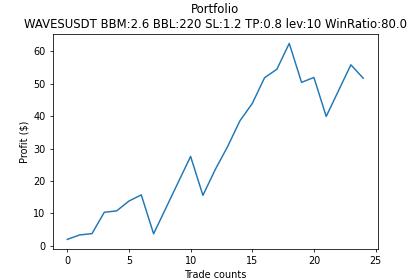 Portfolio
WAVESUSDT BBM:2.6 BBL:220 SL:1.2 TP:0.8 lev:10 WinRatio:80.0
60
50
40
30
20
10
0
Profit ($)
0 5 10 15 20 25
Trade counts